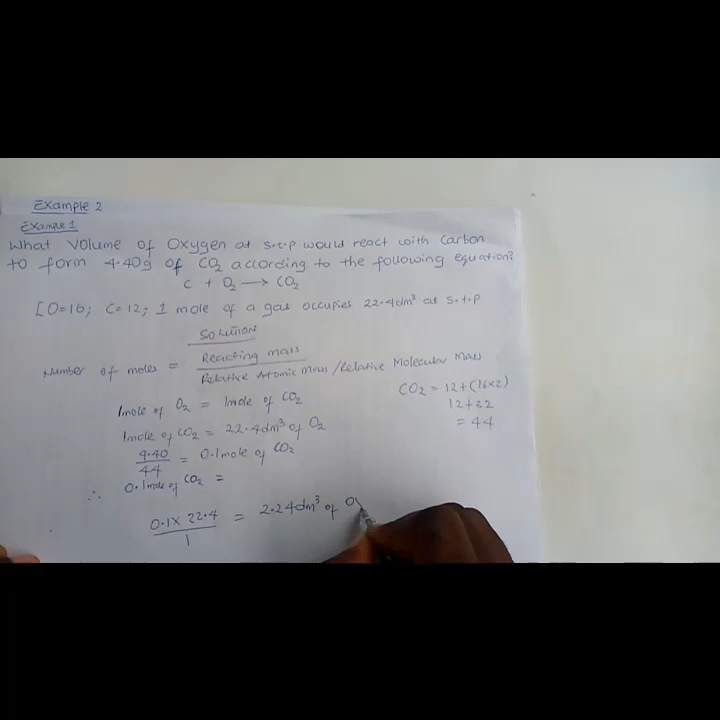 Example 2
Example 1
What Volume of Oxygen at s.t.p would react with Carbon
to form 4.40g of CO₂ according to the following equation?
C + O₂ → CO₂
[O=16; C=12; 1 mole of a gas occupies 22.4dm³ at s.t.p
SOLUTION
Number of moles = Reacting mass
Relative Atomic Mass/Relative Molecular Mass
CO₂ = 12+(16×2)
12+32
= 44
1mole of O₂ = 1mole of CO₂
1mole of CO₂ = 22.4dm³ of O₂
4.40 = 0.1mole of CO₂
44
∴ 0.1mole of CO₂ =
0.1 × 22.4 = 2.24dm³ of
1